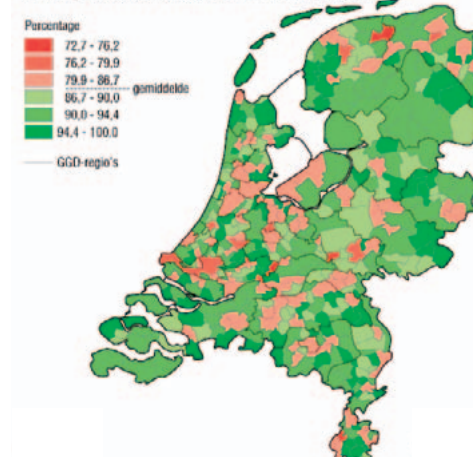 Percentage
72,7 - 76,2
76,2 - 79,9
79,9 - 86,7
gemiddelde
86,7 - 90,0
90,0 - 94,4
94,4 - 100,0
GGD-regio's